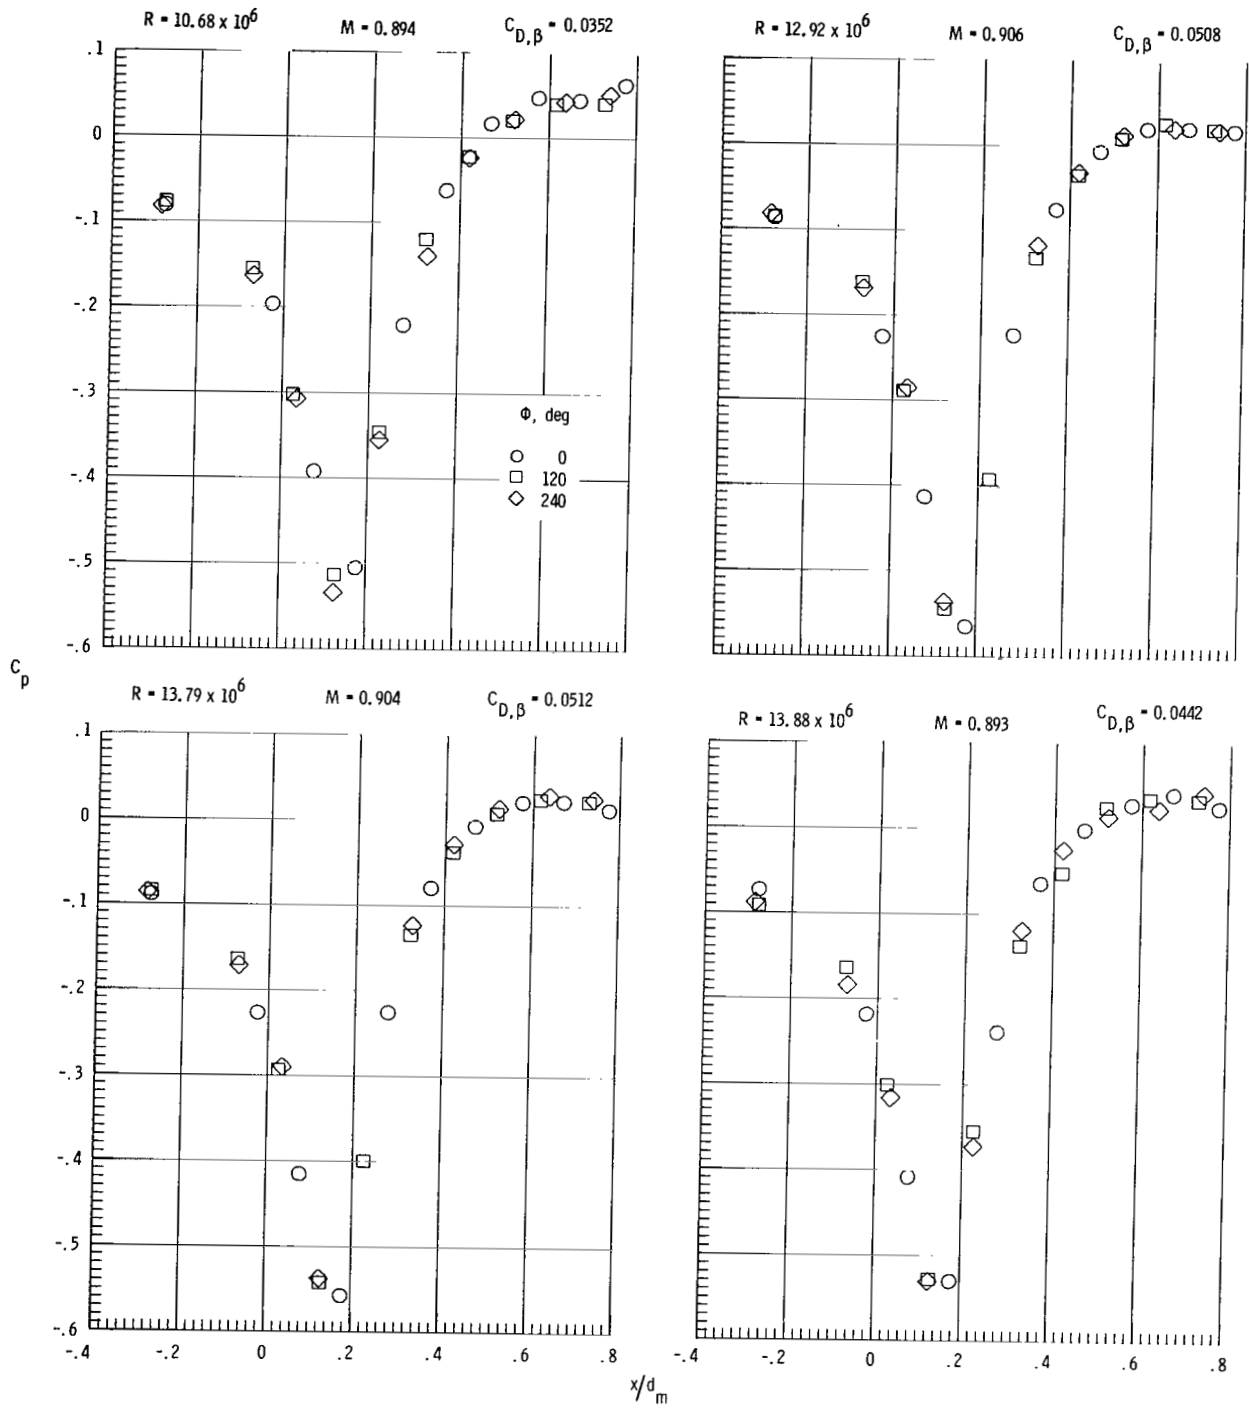 R = 10.68 x 10^6 M = 0.894 C_D,β = 0.0352
R = 12.92 x 10^6 M = 0.906 C_D,β = 0.0508
.1
0
-.1
-.2
-.3
-.4
-.5
-.6
Φ, deg
0
120
240
C_p
R = 13.79 x 10^6 M = 0.904 C_D,β = 0.0512
R = 13.88 x 10^6 M = 0.893 C_D,β = 0.0442
.1
0
-.1
-.2
-.3
-.4
-.5
-.6
-.4 -.2 0 .2 .4 .6 .8
-.4 -.2 0 .2 .4 .6 .8
x/d_m